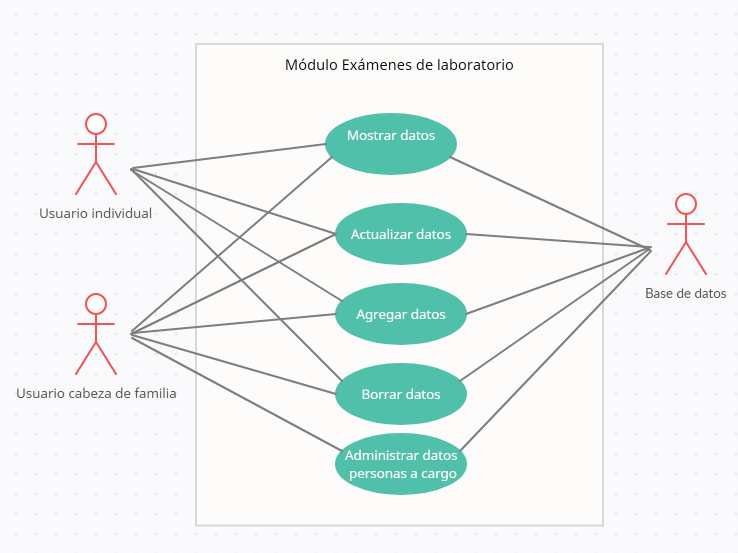 Módulo Exámenes de laboratorio
Mostrar datos
Usuario individual
Actualizar datos
Base de datos
Agregar datos
Usuario cabeza de familia
Borrar datos
Administrar datos
personas a cargo